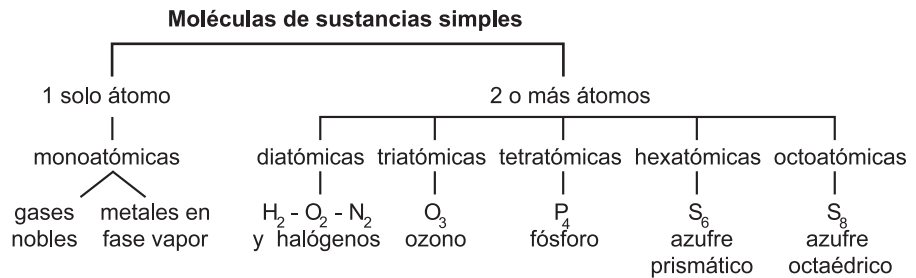 Moléculas de sustancias simples
1 solo átomo 2 o más átomos
monoatómicas diatómicas triatómicas tetratómicas hexatómicas octoatómicas
gases metales en H₂ - O₂ - N₂ O₃ P₄ S₆ S₈
nobles fase vapor y halógenos ozono fósforo azufre azufre
prismático octaédrico